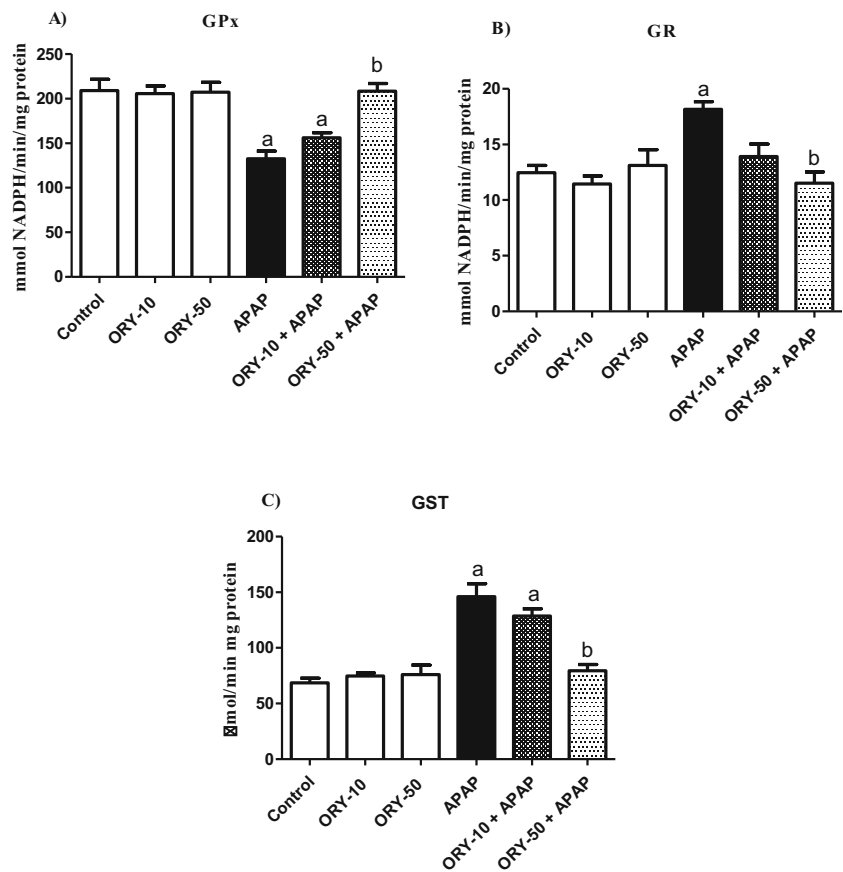 A)
GPx
mmol NADPH/min/mg protein
250
200
150
100
50
0
a
a
b
Control
ORY-10
ORY-50
APAP
ORY-10 + APAP
ORY-50 + APAP
B)
GR
mmol NADPH/min/mg protein
20
15
10
5
0
a
b
Control
ORY-10
ORY-50
APAP
ORY-10 + APAP
ORY-50 + APAP
C)
GST
mol/min mg protein
200
150
100
50
0
a
a
b
Control
ORY-10
ORY-50
APAP
ORY-10 + APAP
ORY-50 + APAP